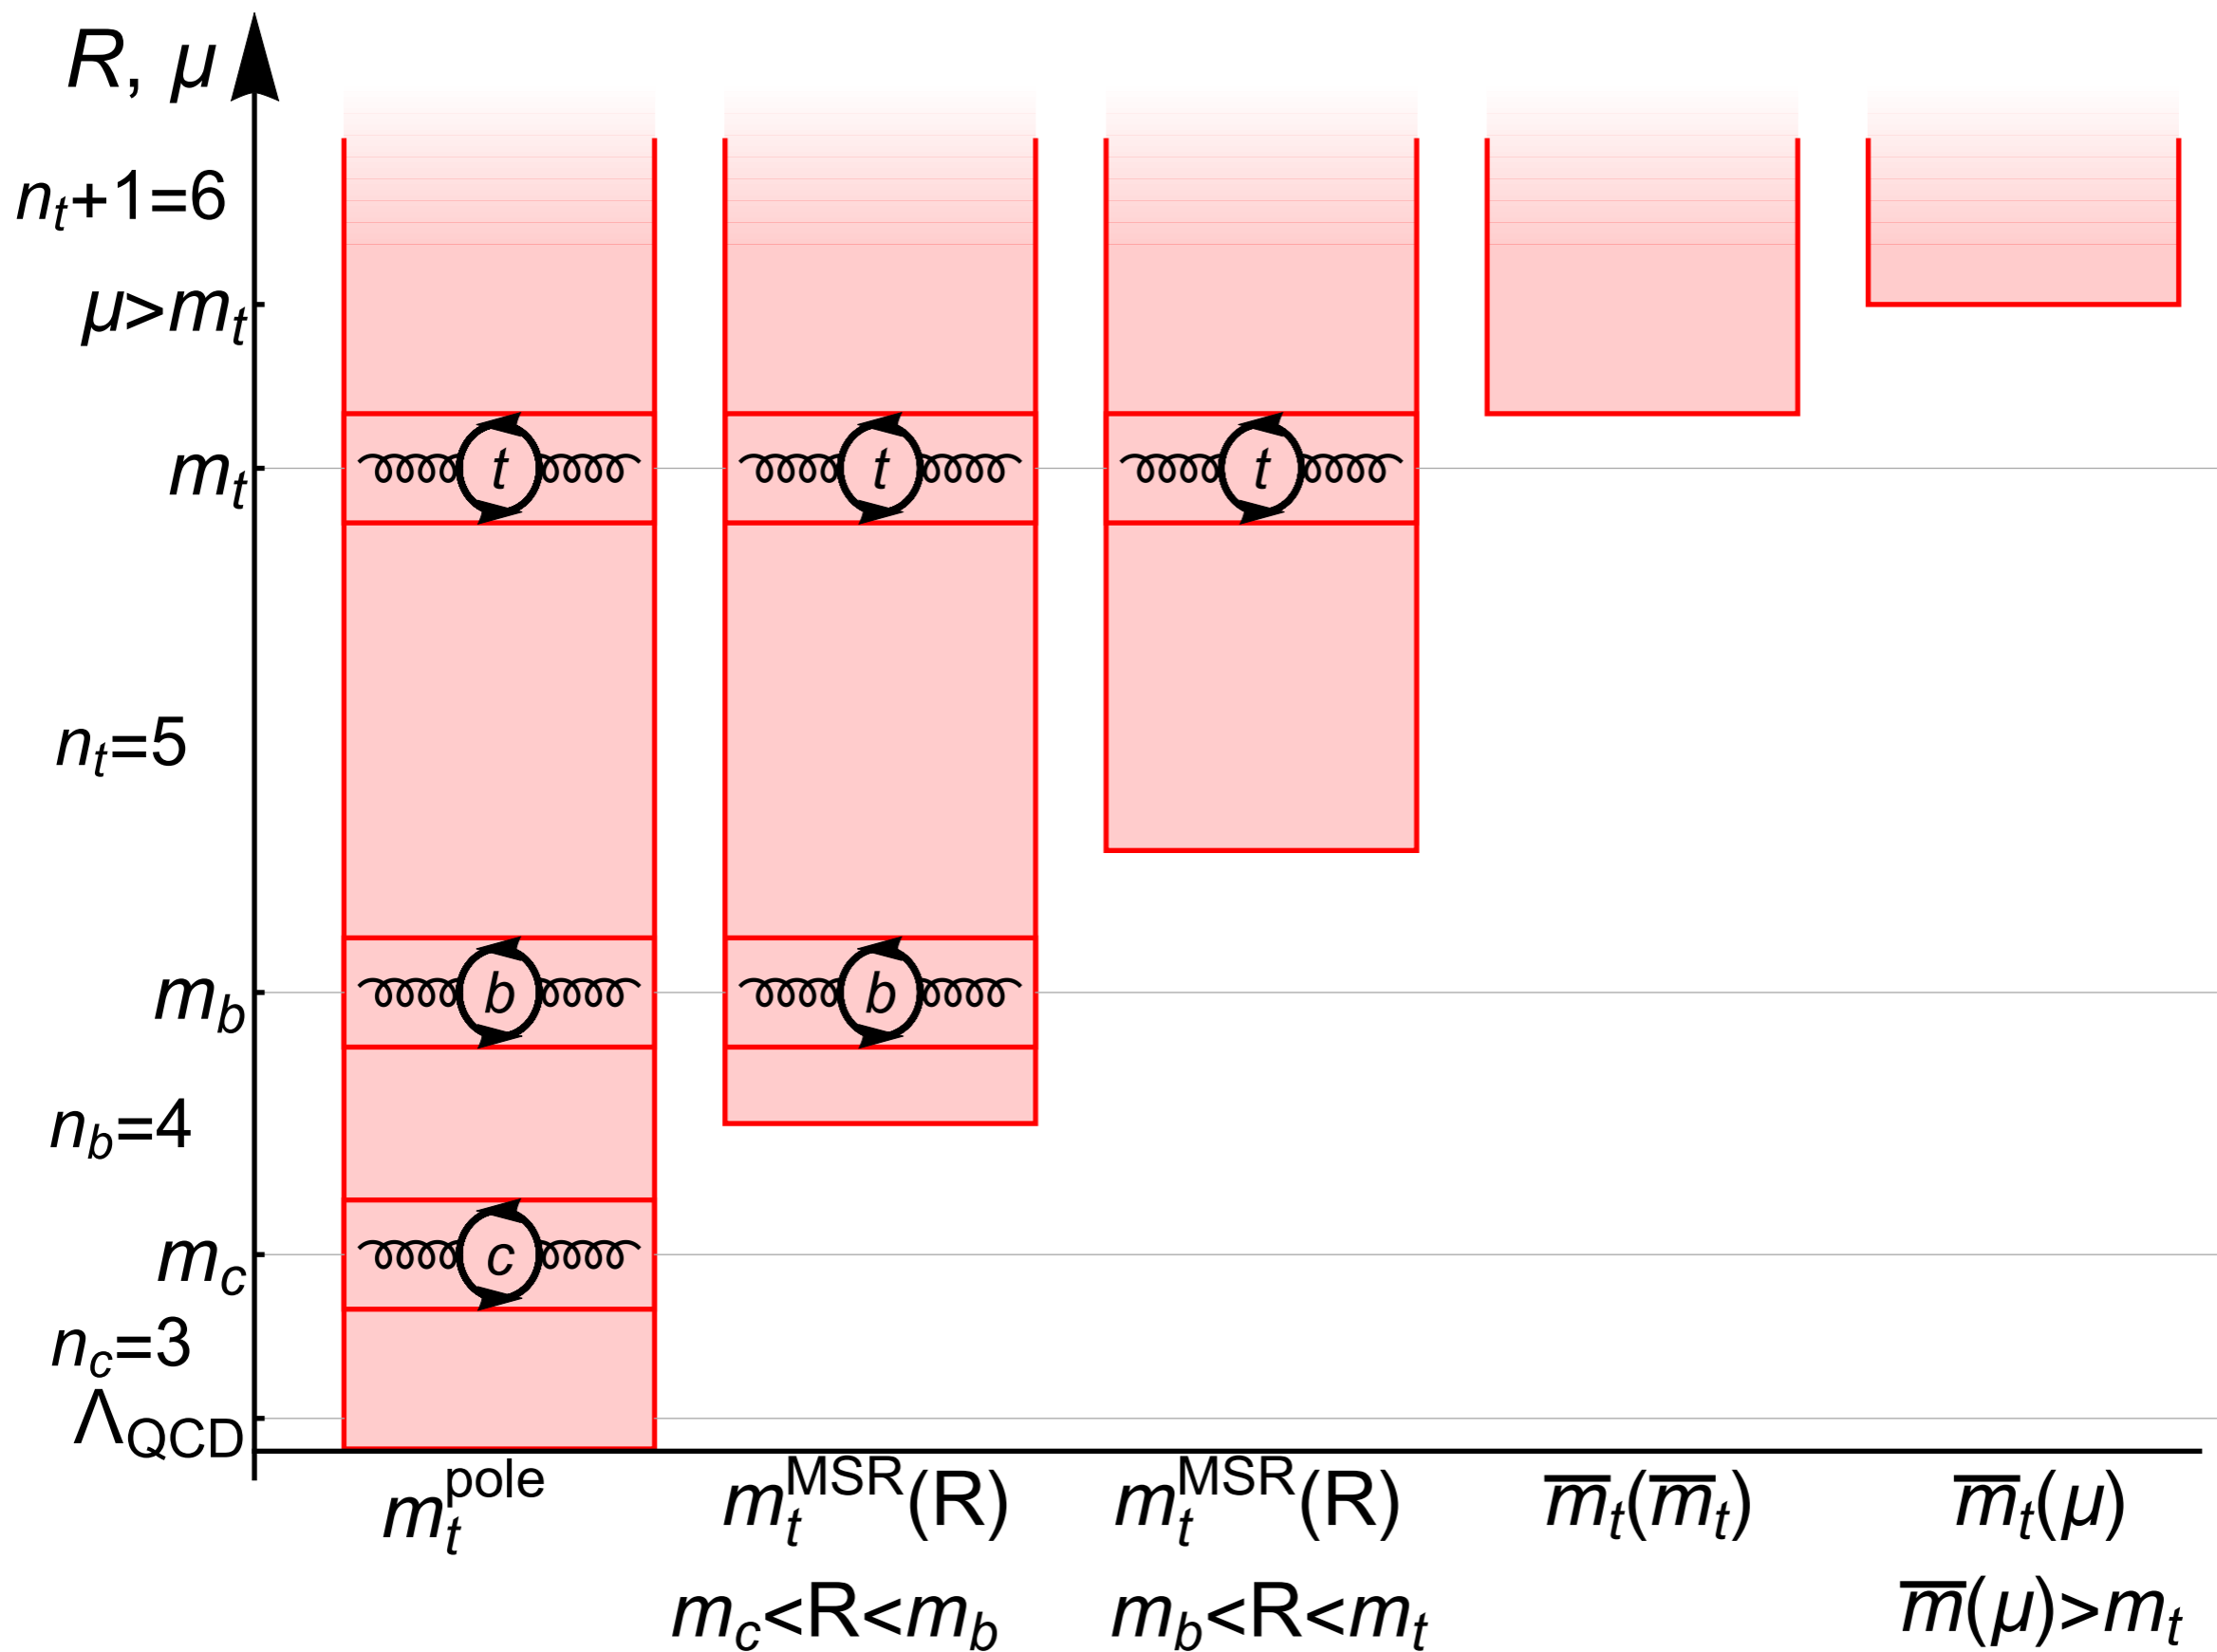 R, μ
n_t+1=6
μ>m_t
m_t
t
t
t
n_t=5
m_b
b
b
n_b=4
m_c
c
n_c=3
Λ_QCD
m_t^pole
m_t^MSR(R)
m_t^MSR(R)
m̅_t(m̅_t)
m̅_t(μ)
m_c<R<m_b
m_b<R<m_t
m̅(μ)>m_t